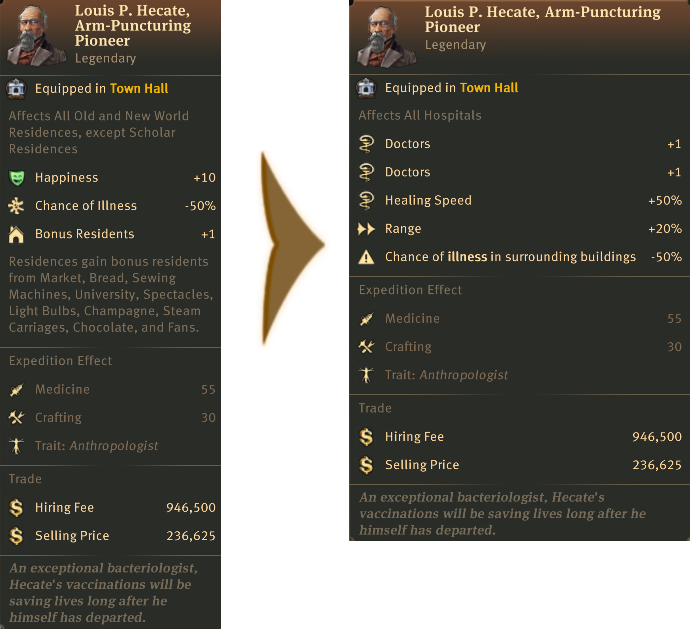 Louis P. Hecate,
Arm-Puncturing
Pioneer
Legendary
Equipped in Town Hall
Affects All Old and New World
Residences, except Scholar
Residences
Happiness +10
Chance of Illness -50%
Bonus Residents +1
Residences gain bonus residents
from Market, Bread, Sewing
Machines, University, Spectacles,
Light Bulbs, Champagne, Steam
Carriages, Chocolate, and Fans.
Expedition Effect
Medicine 55
Crafting 30
Trait: Anthropologist
Trade
Hiring Fee 946,500
Selling Price 236,625
An exceptional bacteriologist,
Hecate's vaccinations will be
saving lives long after he
himself has departed.
Louis P. Hecate, Arm-Puncturing
Pioneer
Legendary
Equipped in Town Hall
Affects All Hospitals
Doctors +1
Doctors +1
Healing Speed +50%
Range +20%
Chance of illness in surrounding buildings -50%
Expedition Effect
Medicine 55
Crafting 30
Trait: Anthropologist
Trade
Hiring Fee 946,500
Selling Price 236,625
An exceptional bacteriologist, Hecate's
vaccinations will be saving lives long after he
himself has departed.